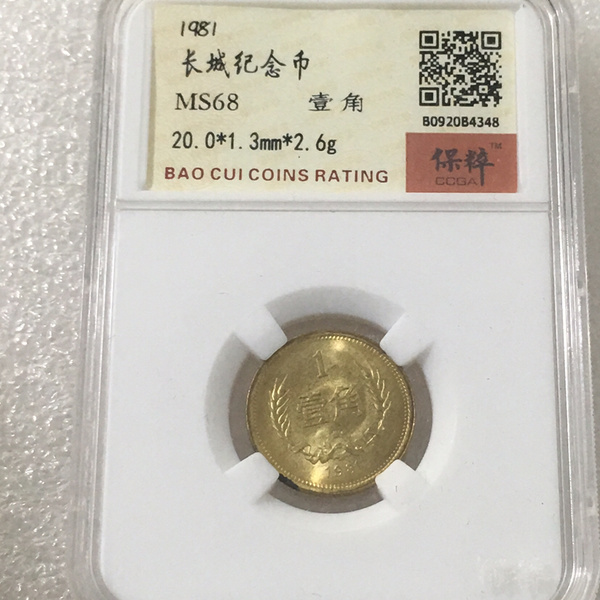 1981
长城纪念币
MS68 壹角
B0920B4348
20.0*1.3mm*2.6g
保粹 TM
CCGA
BAO CUI COINS RATING
1
壹角